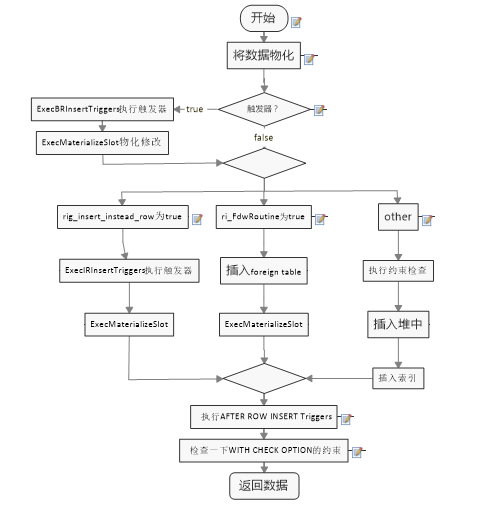 开始
将数据物化
触发器？
true
ExecBRInsertTriggers执行触发器
false
ExecMaterializeSlot物化修改
rig_insert_instead_row为true
ri_FdwRoutine为true
other
ExecIRInsertTriggers执行触发器
插入foreign table
执行约束检查
ExecMaterializeSlot
ExecMaterializeSlot
插入堆中
插入索引
执行AFTER ROW INSERT Triggers
检查一下WITH CHECK OPTION的约束
返回数据